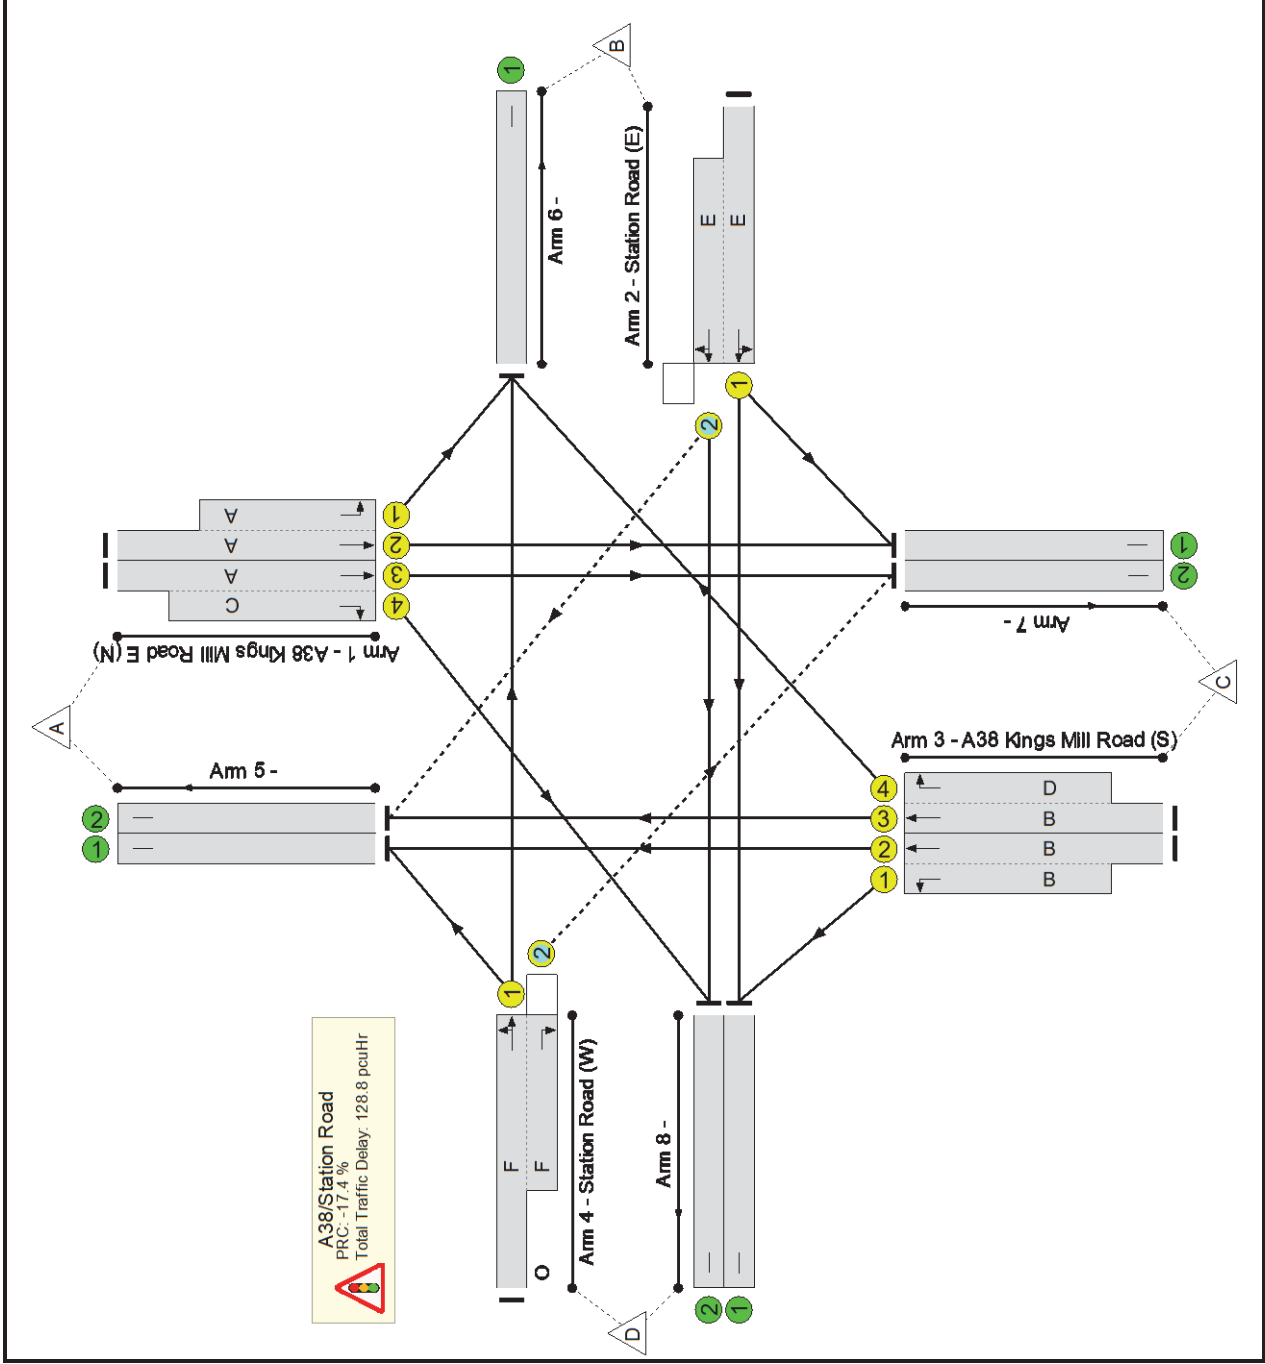 B
1
Arm 6 -
Arm 2 - Station Road (E)
E
E
1
2
A
A
A
C
1
2
3
4
Arm 1 - A38 Kings Mill Road E (N)
A
Arm 5 -
2
1
1
2
Arm 7 -
C
Arm 3 - A38 Kings Mill Road (S)
4
3
2
1
D
B
B
B
1
2
F
F
O
Arm 4 - Station Road (W)
Arm 8 -
2
1
D
A38/Station Road
PRC: -17.4 %
Total Traffic Delay: 128.8 pcuHr